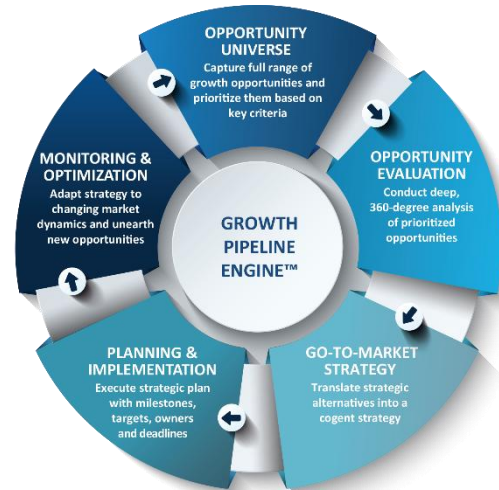 OPPORTUNITY
UNIVERSE
Capture full range of
growth opportunities and
prioritize them based on
key criteria
OPPORTUNITY
EVALUATION
Conduct deep,
360-degree analysis
of prioritized
opportunities
GO-TO-MARKET
STRATEGY
Translate strategic
alternatives into a
cogent strategy
PLANNING &
IMPLEMENTATION
Execute strategic plan
with milestones,
targets, owners
and deadlines
MONITORING &
OPTIMIZATION
Adapt strategy to
changing market
dynamics and unearth
new opportunities
GROWTH
PIPELINE
ENGINE™